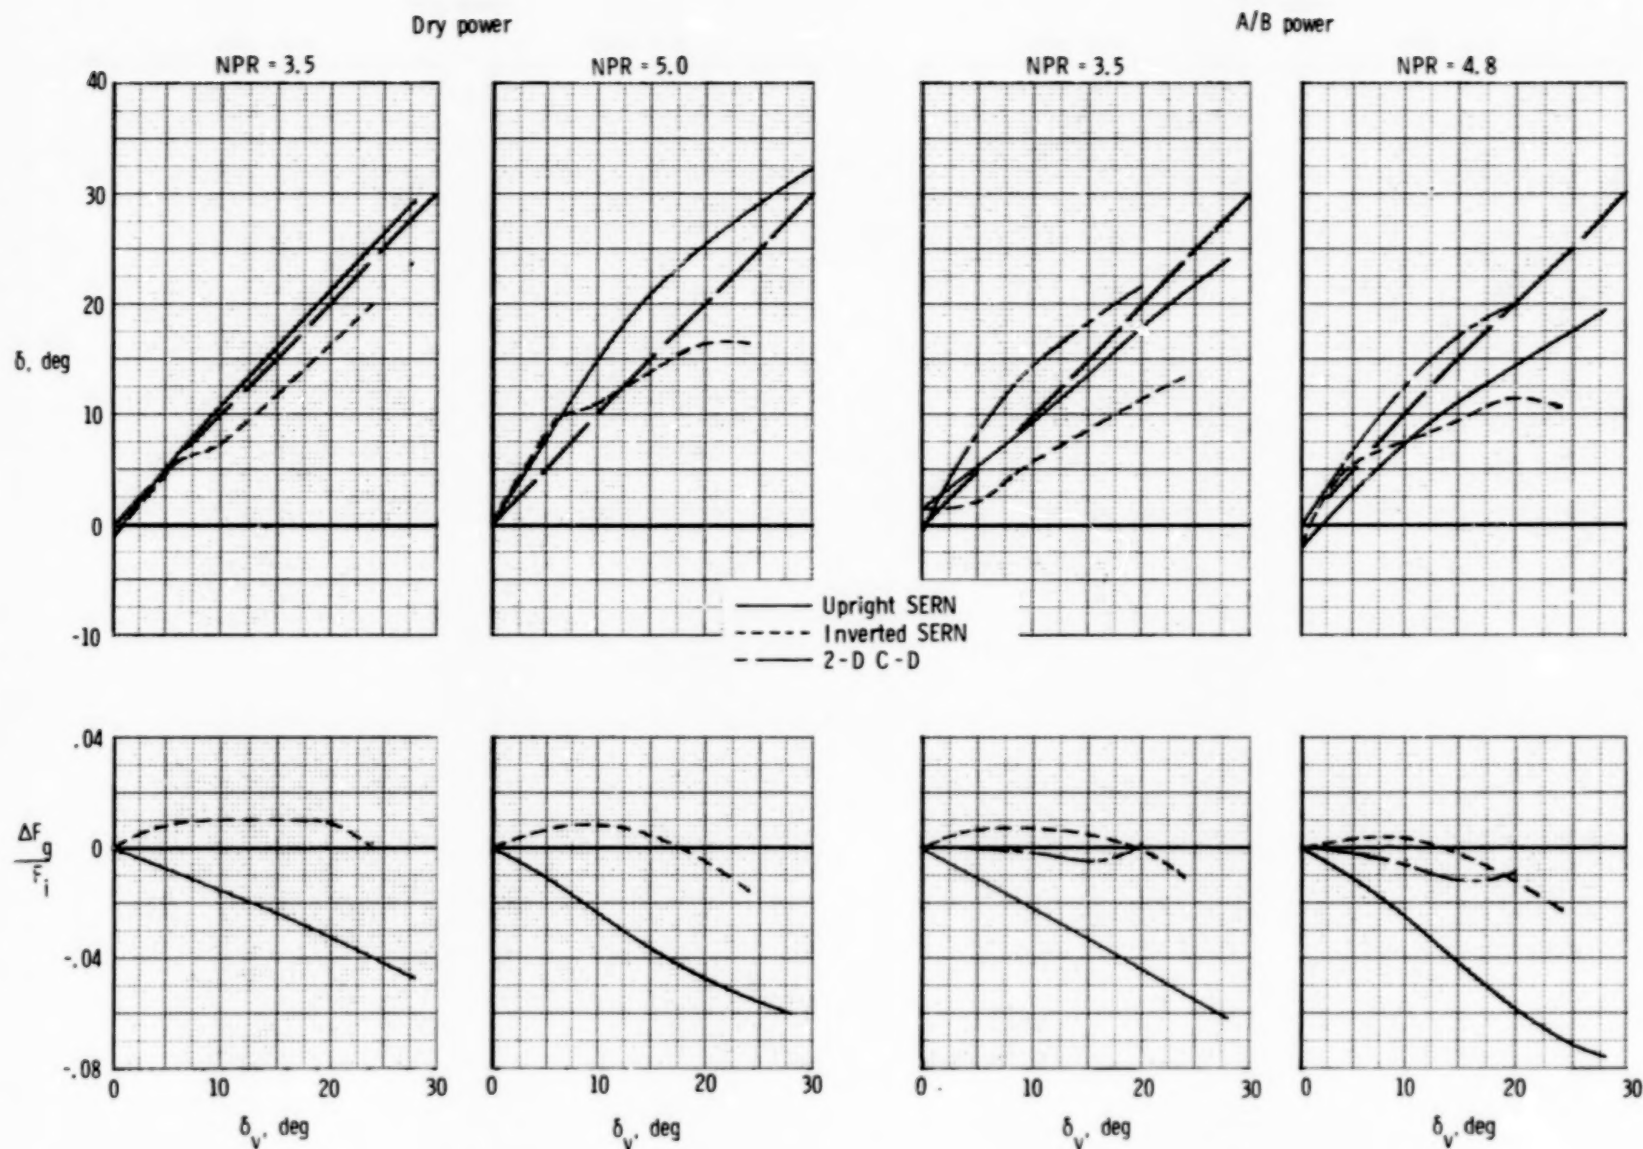 Dry power
A/B power
NPR = 3.5
NPR = 5.0
NPR = 3.5
NPR = 4.8
40
30
20
10
0
-10
δ, deg
Upright SERN
Inverted SERN
2-D C-D
.04
0
-.04
-.08
ΔF_g
F_i
0 10 20 30
0 10 20 30
0 10 20 30
0 10 20 30
δ_v, deg
δ_v, deg
δ_v, deg
δ_v, deg